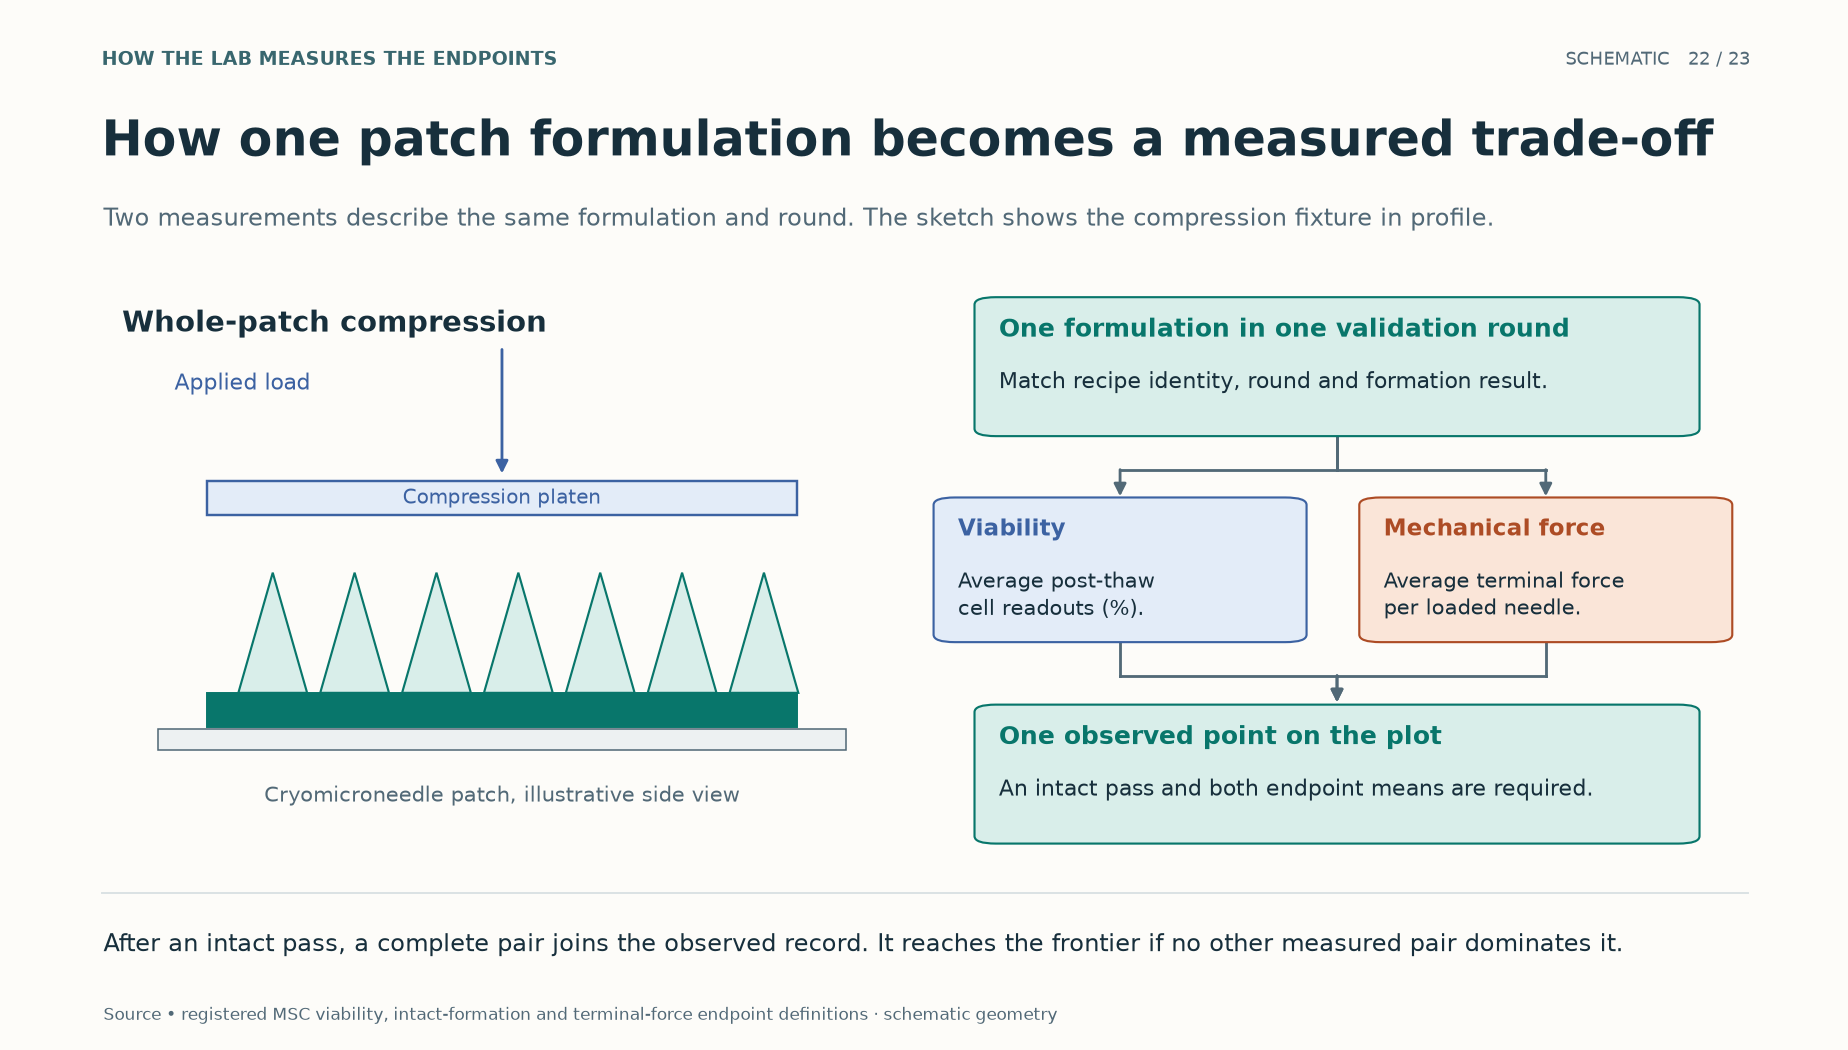 HOW THE LAB MEASURES THE ENDPOINTS
SCHEMATIC 22 / 23
How one patch formulation becomes a measured trade-off
Two measurements describe the same formulation and round. The sketch shows the compression fixture in profile.
Whole-patch compression
Applied load
Compression platen
Cryomicroneedle patch, illustrative side view
One formulation in one validation round
Match recipe identity, round and formation result.
Viability
Average post-thaw
cell readouts (%).
Mechanical force
Average terminal force
per loaded needle.
One observed point on the plot
An intact pass and both endpoint means are required.
After an intact pass, a complete pair joins the observed record. It reaches the frontier if no other measured pair dominates it.
Source • registered MSC viability, intact-formation and terminal-force endpoint definitions · schematic geometry